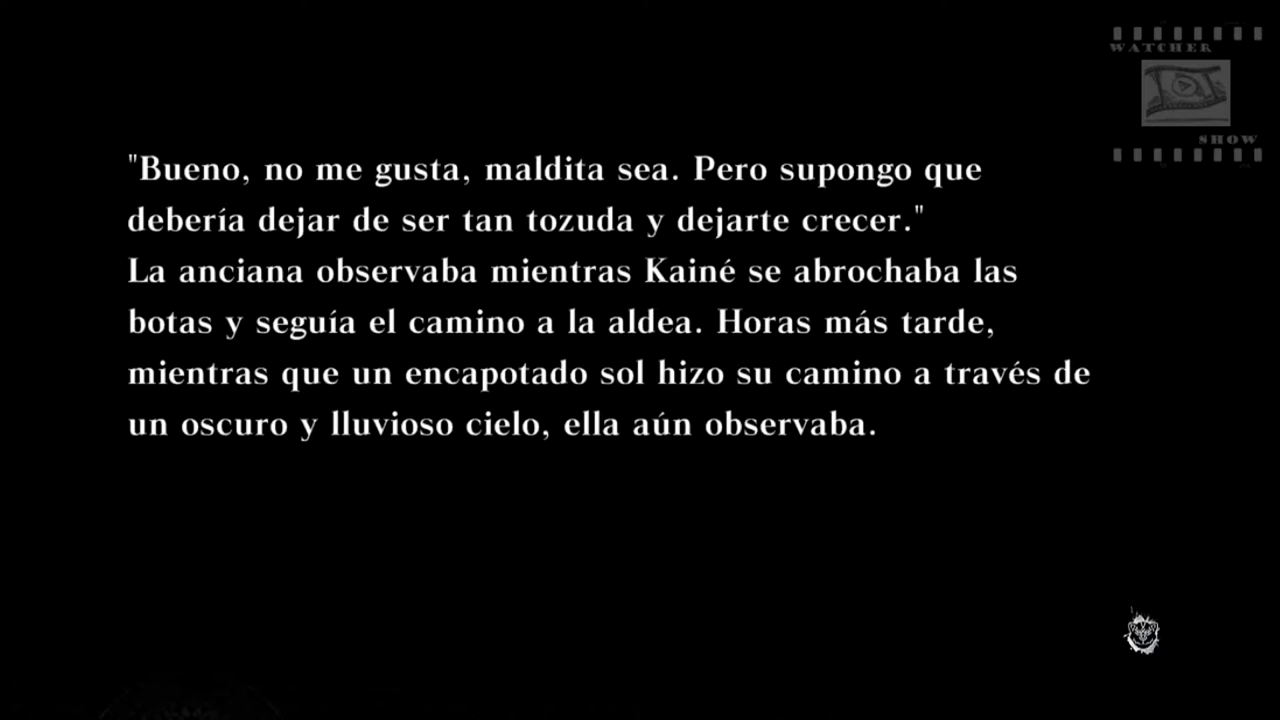 WATCHER
SHOW
"Bueno, no me gusta, maldita sea. Pero supongo que
debería dejar de ser tan tozuda y dejarte crecer."
La anciana observaba mientras Kainé se abrochaba las
botas y seguía el camino a la aldea. Horas más tarde,
mientras que un encapotado sol hizo su camino a través de
un oscuro y lluvioso cielo, ella aún observaba.